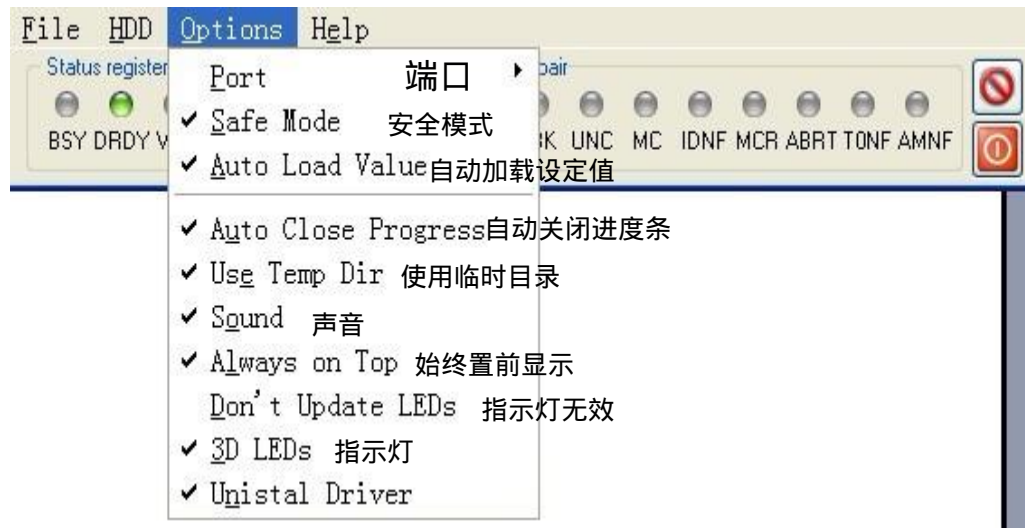 File HDD Options Help
Status register
BSY DRDY
UNC MC IDNF MCR ABRT T0NF AMNF
Port 端口
Safe Mode 安全模式
Auto Load Value自动加载设定值
Auto Close Progress自动关闭进度条
Use Temp Dir 使用临时目录
Sound 声音
Always on Top 始终置前显示
Don't Update LEDs 指示灯无效
3D LEDs 指示灯
Unistal Driver